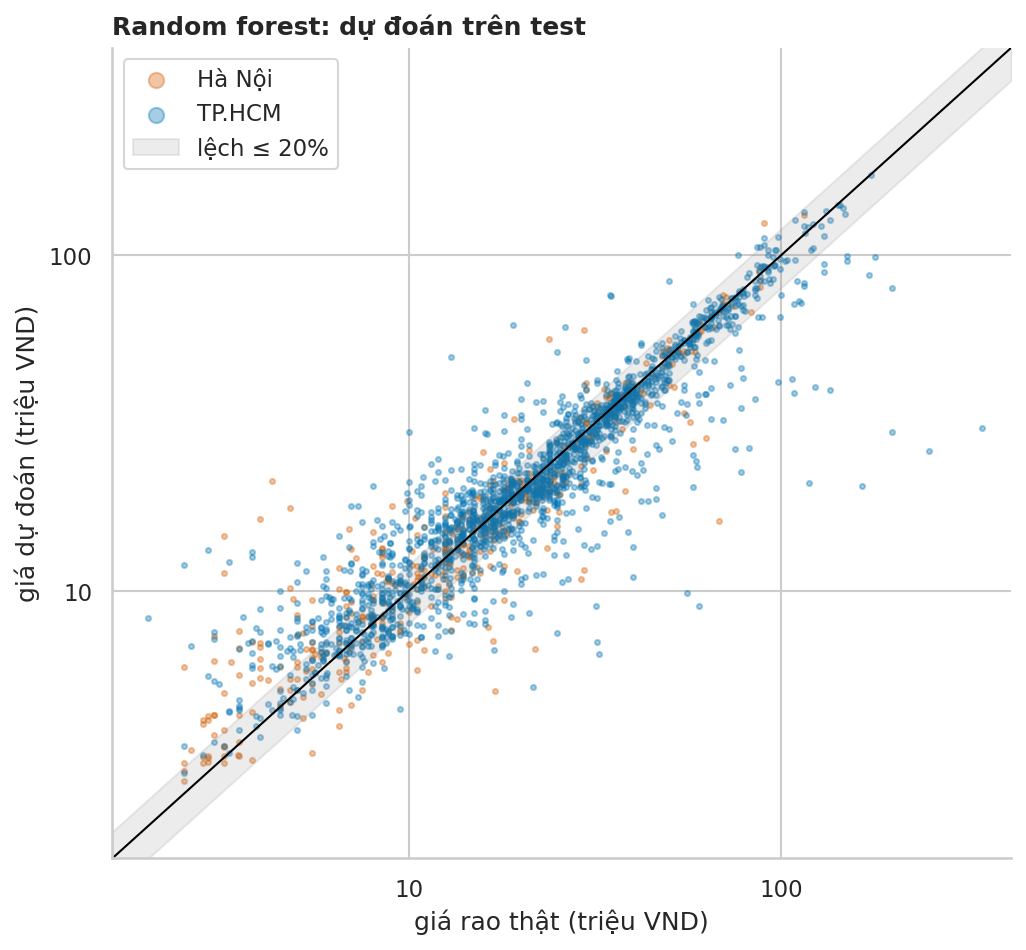 Random forest: dự đoán trên test
Hà Nội
TP.HCM
lệch ≤ 20%
100
10
giá dự đoán (triệu VND)
10
100
giá rao thật (triệu VND)